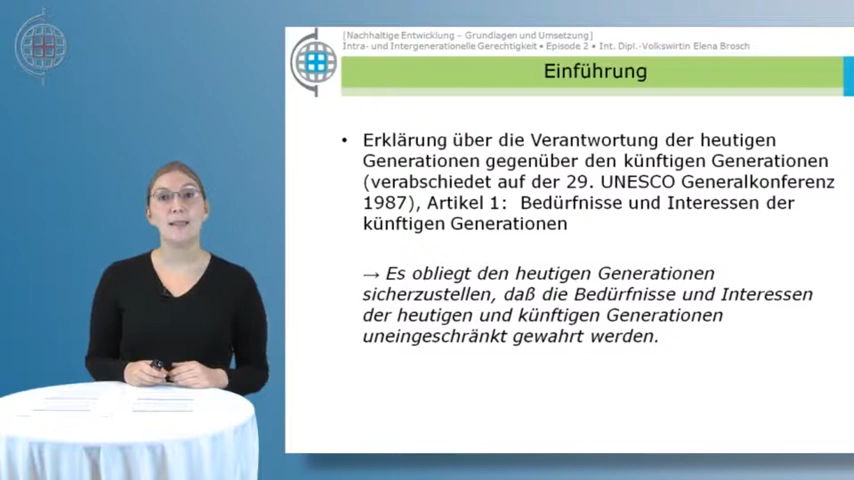 [Nachhaltige Entwicklung – Grundlagen und Umsetzung]
Intra- und Intergenerationelle Gerechtigkeit • Episode 2 • Int. Dipl.-Volkswirtin Elena Brosch
Einführung
• Erklärung über die Verantwortung der heutigen
Generationen gegenüber den künftigen Generationen
(verabschiedet auf der 29. UNESCO Generalkonferenz
1987), Artikel 1: Bedürfnisse und Interessen der
künftigen Generationen
→ Es obliegt den heutigen Generationen
sicherzustellen, daß die Bedürfnisse und Interessen
der heutigen und künftigen Generationen
uneingeschränkt gewahrt werden.